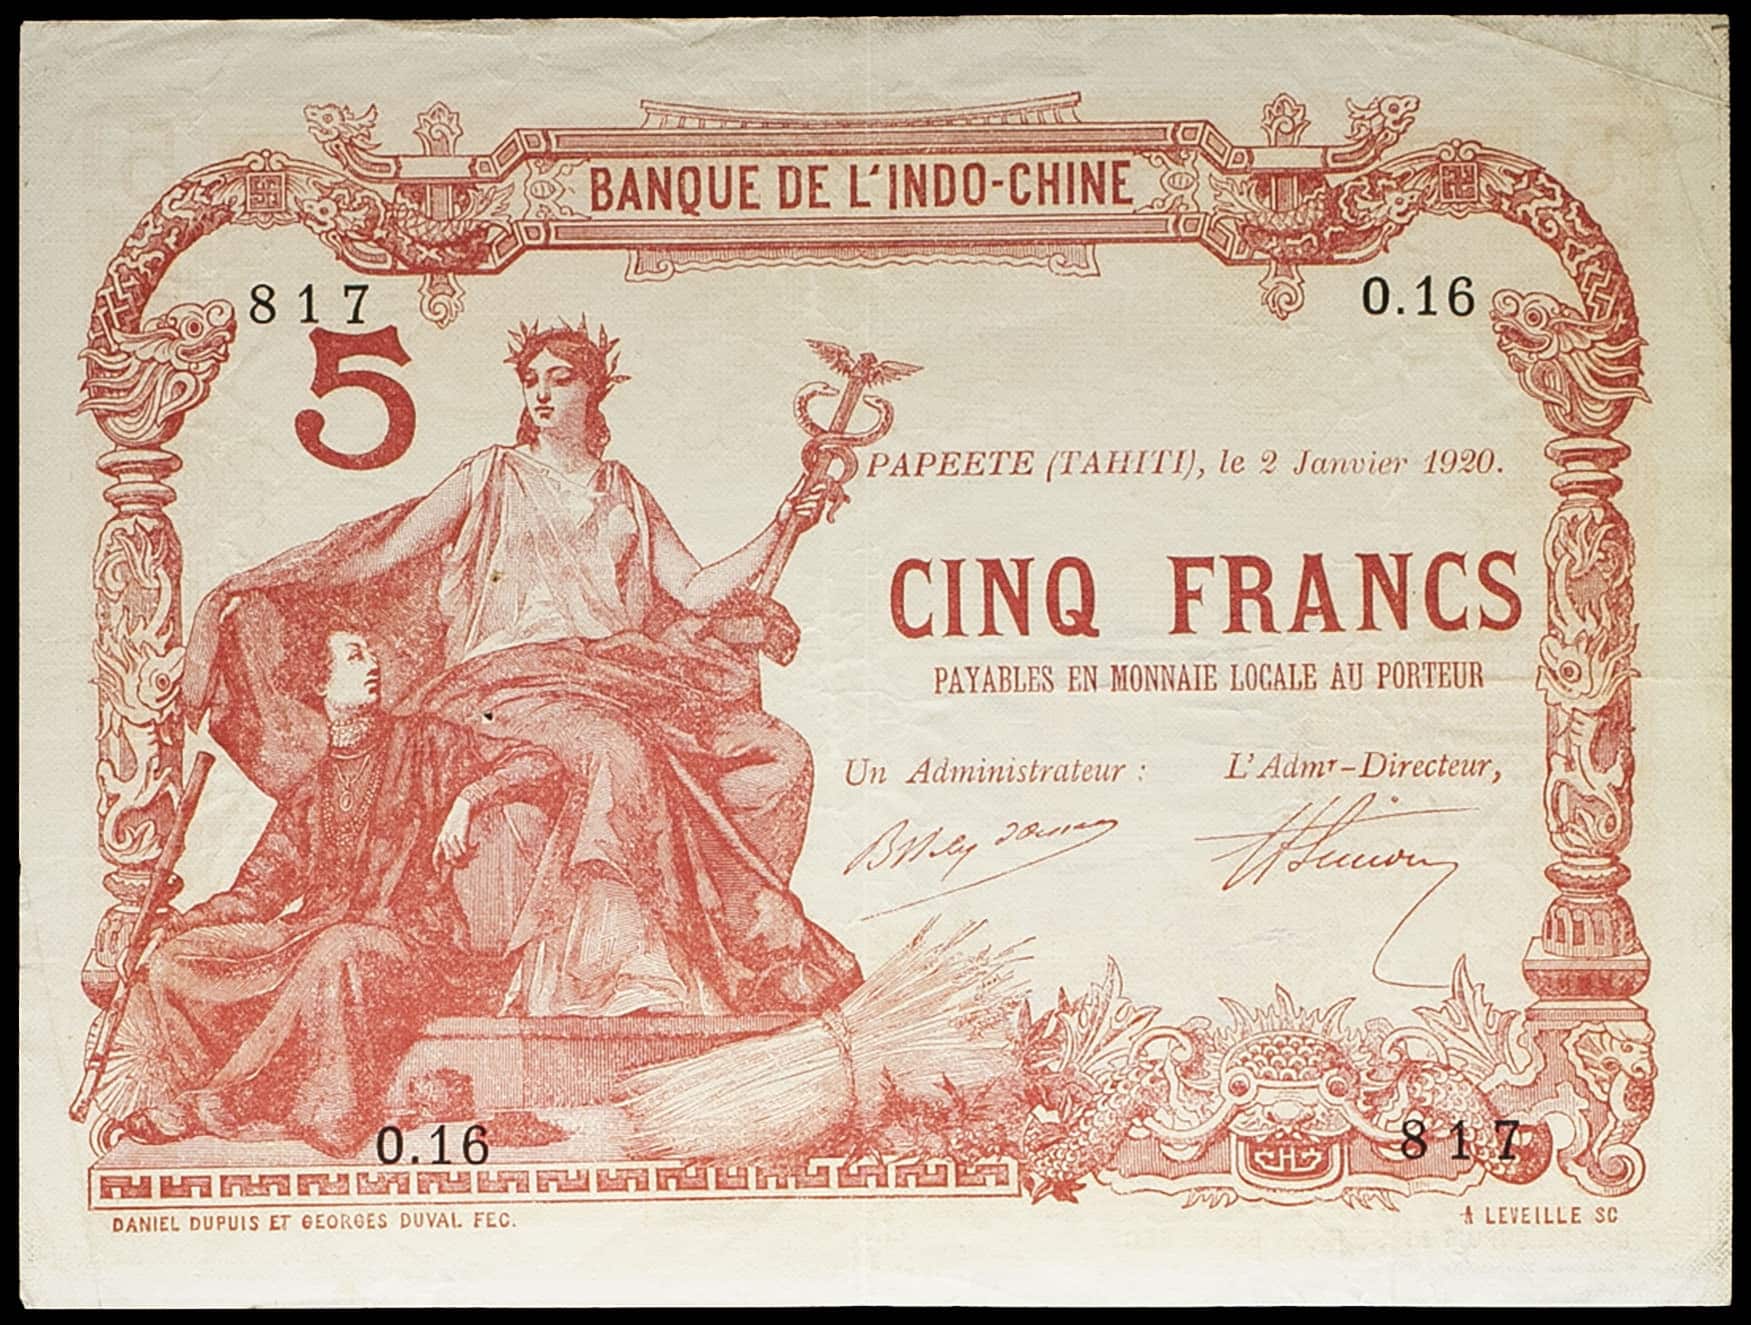 BANQUE DE L'INDO-CHINE
817
0.16
5
PAPEETE (TAHITI), le 2 Janvier 1920.
CINQ FRANCS
PAYABLES EN MONNAIE LOCALE AU PORTEUR
Un Administrateur : L'Admr-Directeur,
0.16
817
DANIEL DUPUIS ET GEORGES DUVAL FEC.
A LEVEILLE SC